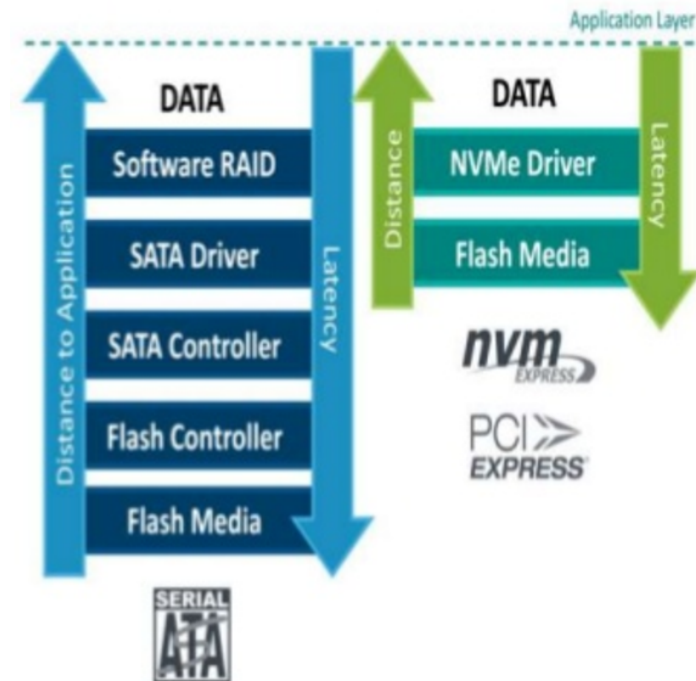 Application Layer
DATA
Software RAID
SATA Driver
SATA Controller
Flash Controller
Flash Media
Distance to Application
Latency
SERIAL
ATA
DATA
NVMe Driver
Flash Media
Distance
Latency
nvm
EXPRESS
PCI
EXPRESS